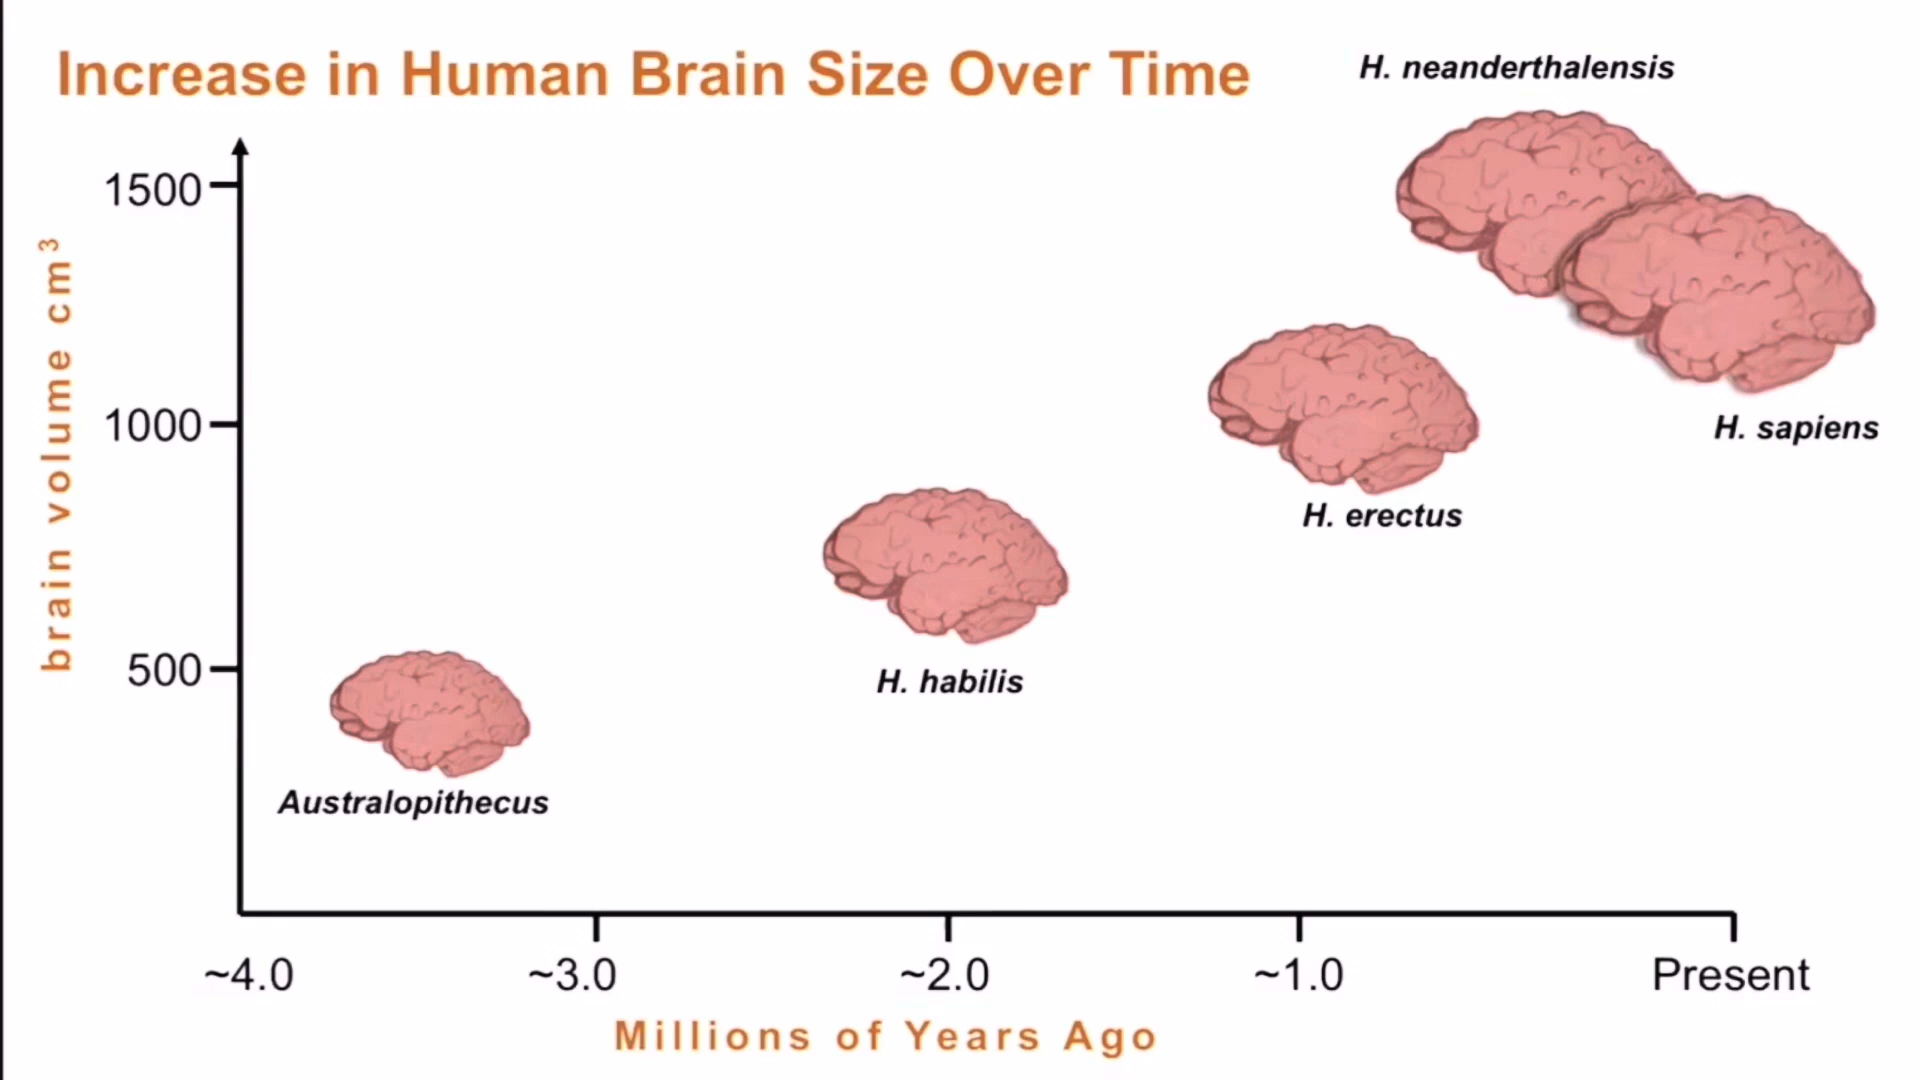 Increase in Human Brain Size Over Time
H. neanderthalensis
1500
brain volume cm³
1000
H. sapiens
H. erectus
500
H. habilis
Australopithecus
~4.0 ~3.0 ~2.0 ~1.0 Present
Millions of Years Ago